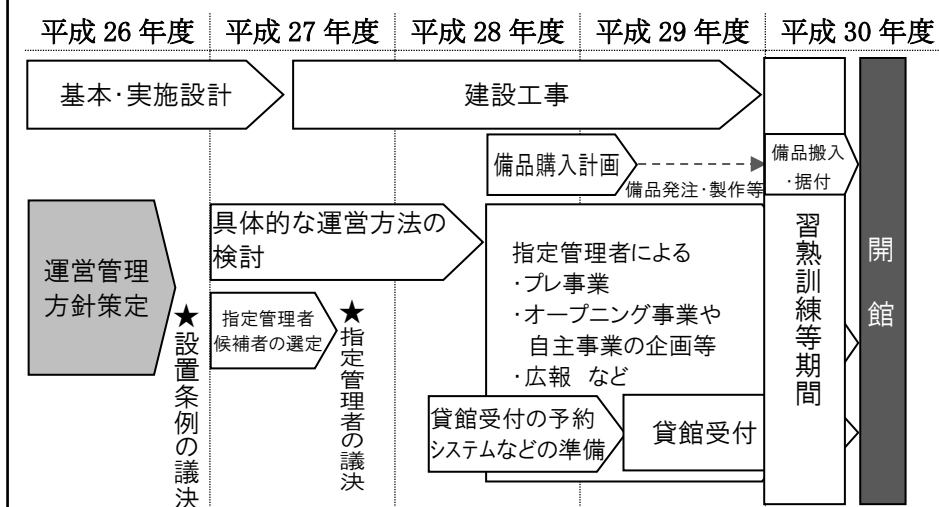 平成 26 年度
平成 27 年度
平成 28 年度
平成 29 年度
平成 30 年度
基本・実施設計
建設工事
備品購入計画
備品発注・製作等
備品搬入
・据付
運営管理
方針策定
★設置条例の議決
具体的な運営方法の
検討
指定管理者
候補者の選定
★指定管理者の議決
指定管理者による
・プレ事業
・オープニング事業や
自主事業の企画等
・広報 など
貸館受付の予約
システムなどの準備
貸館受付
習熟訓練等期間
開館